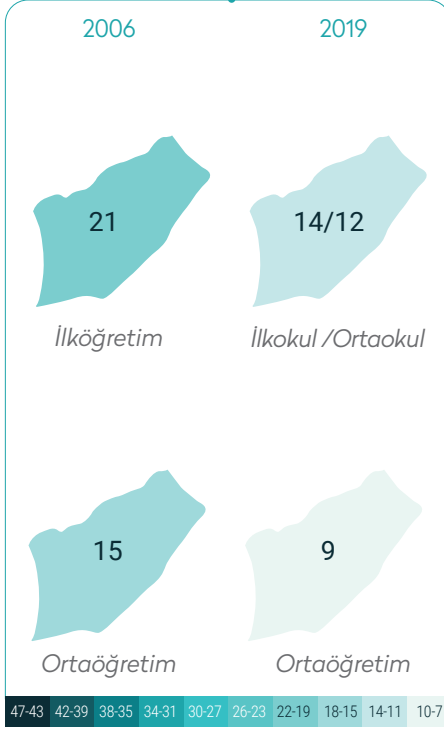 2006 2019
21 14/12
İlköğretim İlkokul /Ortaokul
15 9
Ortaöğretim Ortaöğretim
47-43 42-39 38-35 34-31 30-27 26-23 22-19 18-15 14-11 10-7